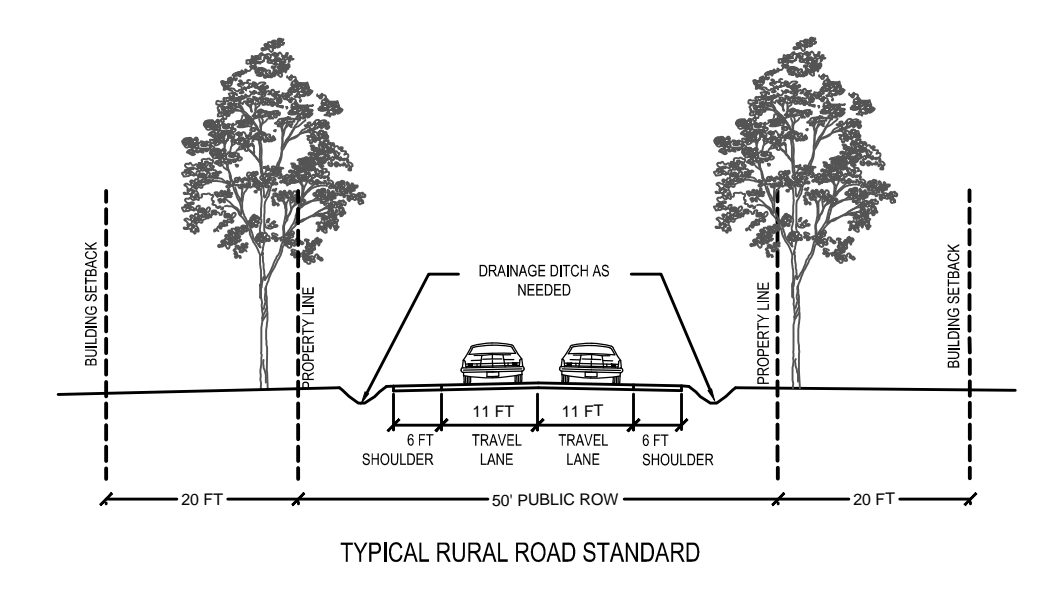 DRAINAGE DITCH AS
NEEDED
BUILDING SETBACK
PROPERTY LINE
PROPERTY LINE
BUILDING SETBACK
11 FT
11 FT
6 FT
SHOULDER
TRAVEL
LANE
TRAVEL
LANE
6 FT
SHOULDER
20 FT
50' PUBLIC ROW
20 FT
TYPICAL RURAL ROAD STANDARD